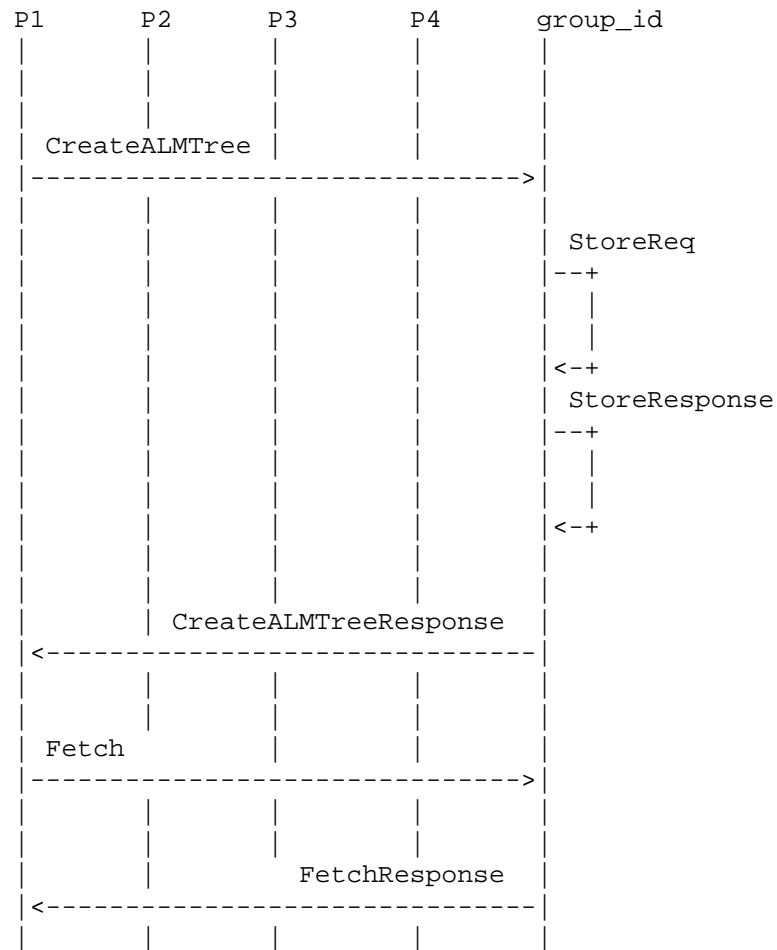 P1 P2 P3 P4 group_id
CreateALMTree
StoreReq
StoreResponse
CreateALMTreeResponse
Fetch
FetchResponse